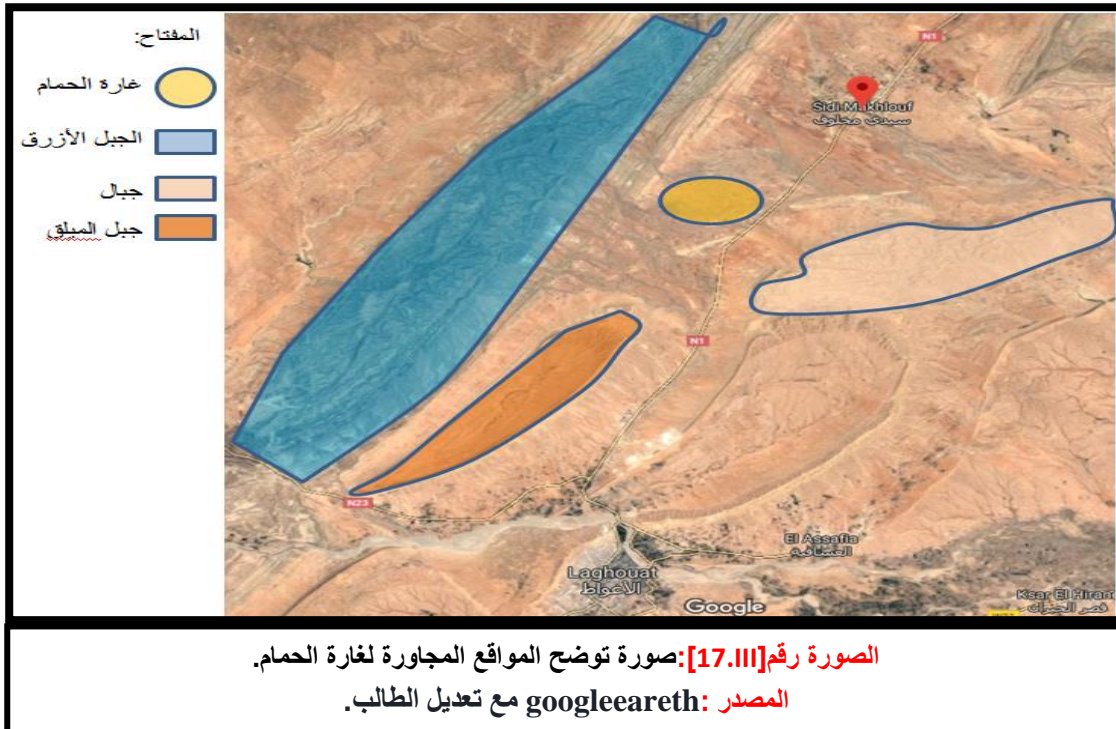 المفتاح:
غارة الحمام
الجبل الأزرق
جبال
جبل الميلق
N1
Sidi Makhlouf
سيدي مخلوف
N1
N23
El Assafia
العسافية
Laghouat
الأغواط
Google
Ksar El Hiran
قصر الحيران
الصورة رقم[17.III]:صورة توضح المواقع المجاورة لغارة الحمام.
المصدر :googleeareth مع تعديل الطالب.